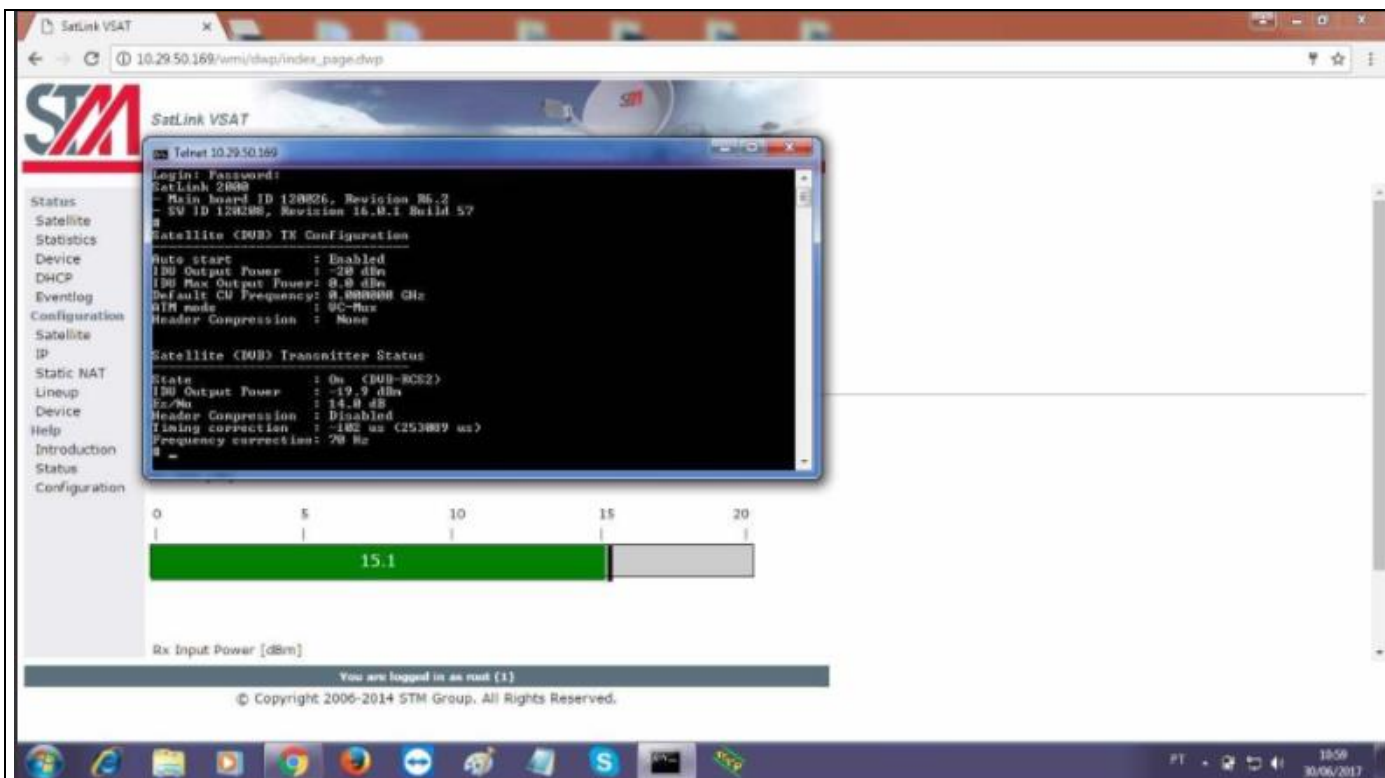 SatLink VSAT
10.29.50.169/wmi/dwp/index_page.dwp
STM
SatLink VSAT
STM
Telnet 10.29.50.169
Login: Password:
SatLink 2000
- Main board ID 120026, Revision R6.2
- SW ID 120208, Revision 16.0.1 Build 57
#
Satellite (DVB) TX Configuration
Auto start : Enabled
IDU Output Power : -20 dBm
IDU Max Output Power: 8.0 dBm
Default CW Frequency: 0.000000 GHz
ATM mode : VC-Mux
Header Compression : None
Satellite (DVB) Transmitter Status
State : On (DVB-RCS2)
IDU Output Power : -19.9 dBm
Es/No : 14.0 dB
Header Compression : Disabled
Timing correction : -102 us (253089 us)
Frequency correction: 70 Hz
# _
Status
Satellite
Statistics
Device
DHCP
Eventlog
Configuration
Satellite
IP
Static NAT
Lineup
Device
Help
Introduction
Status
Configuration
0 5 10 15 20
15.1
Rx Input Power [dBm]
You are logged in as root (1)
© Copyright 2006-2014 STM Group. All Rights Reserved.
PT
10:59
30/06/2017